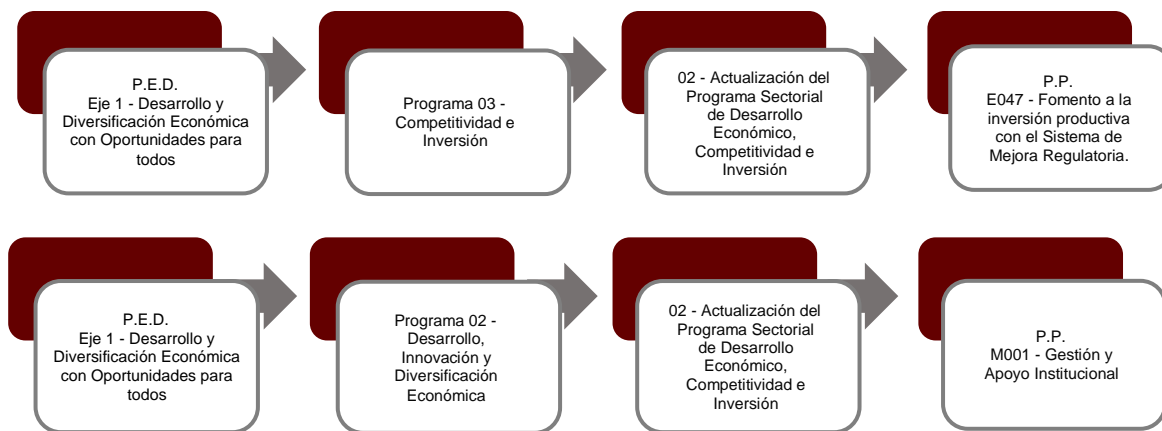 P.E.D.
Eje 1 - Desarrollo y
Diversificación Económica
con Oportunidades para
todos
Programa 03 -
Competitividad e
Inversión
02 - Actualización del
Programa Sectorial
de Desarrollo
Económico,
Competitividad e
Inversión
P.P.
E047 - Fomento a la
inversión productiva
con el Sistema de
Mejora Regulatoria.
P.E.D.
Eje 1 - Desarrollo y
Diversificación Económica
con Oportunidades para
todos
Programa 02 -
Desarrollo,
Innovación y
Diversificación
Económica
02 - Actualización del
Programa Sectorial
de Desarrollo
Económico,
Competitividad e
Inversión
P.P.
M001 - Gestión y
Apoyo Institucional